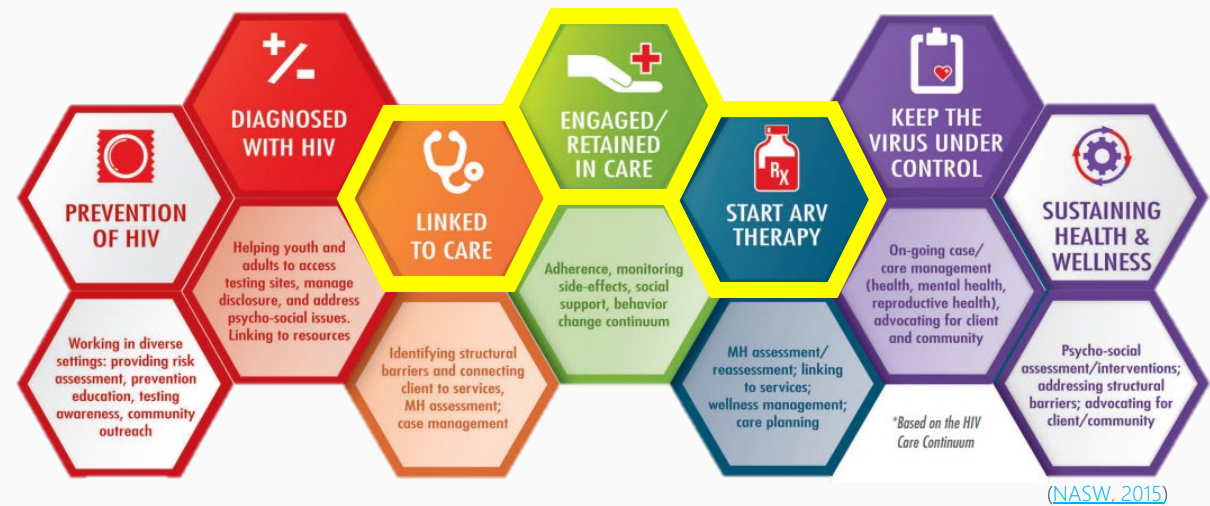 PREVENTION
OF HIV
Working in diverse
settings: providing risk
assessment, prevention
education, testing
awareness, community
outreach
+/-
DIAGNOSED
WITH HIV
Helping youth and
adults to access
testing sites, manage
disclosure, and address
psycho-social issues.
Linking to resources
LINKED
TO CARE
Identifying structural
barriers and connecting
client to services,
MH assessment;
case management
ENGAGED/
RETAINED
IN CARE
Adherence, monitoring
side-effects, social
support, behavior
change continuum
Rx
START ARV
THERAPY
MH assessment/
reassessment; linking
to services;
wellness management;
care planning
KEEP THE
VIRUS UNDER
CONTROL
On-going case/
care management
(health, mental health,
reproductive health),
advocating for client
and community
*Based on the HIV
Care Continuum
SUSTAINING
HEALTH &
WELLNESS
Psycho-social
assessment/interventions;
addressing structural
barriers; advocating for
client/community
(NASW, 2015)